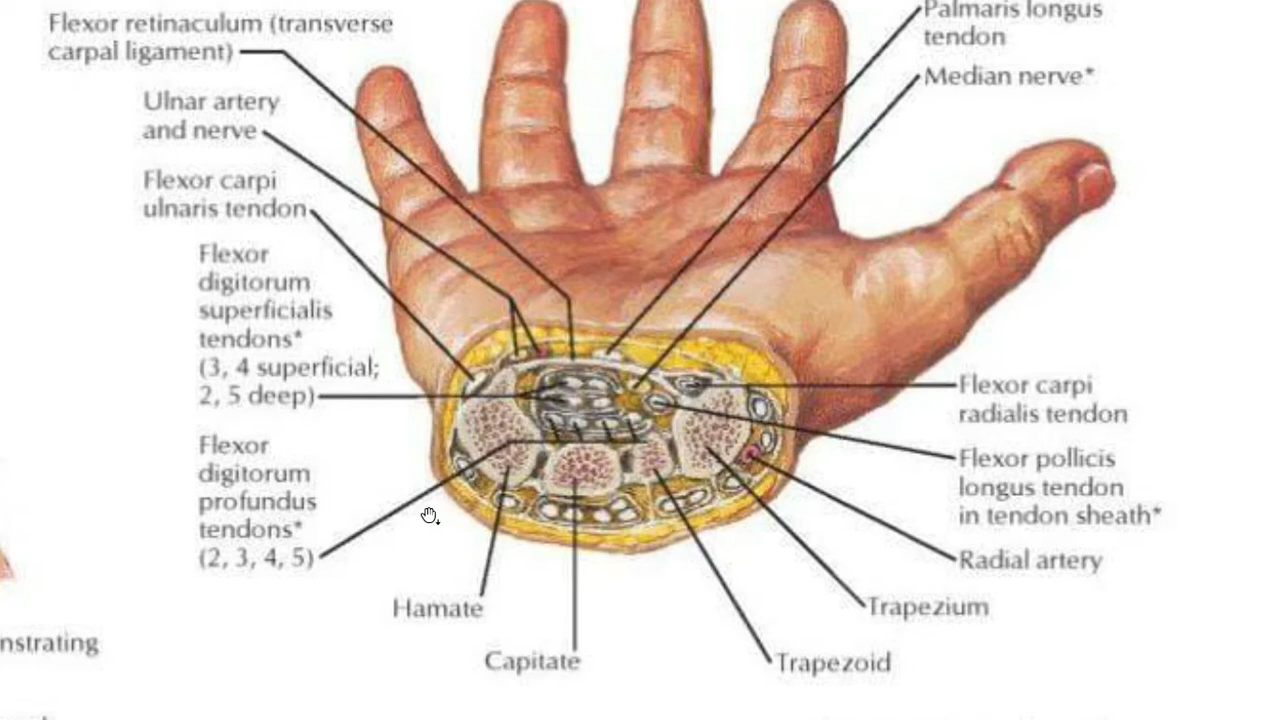 Flexor retinaculum (transverse
carpal ligament)
Ulnar artery
and nerve
Flexor carpi
ulnaris tendon
Flexor
digitorum
superficialis
tendons*
(3, 4 superficial;
2, 5 deep)
Flexor
digitorum
profundus
tendons*
(2, 3, 4, 5)
Hamate
Capitate
Palmaris longus
tendon
Median nerve*
Flexor carpi
radialis tendon
Flexor pollicis
longus tendon
in tendon sheath*
Radial artery
Trapezium
Trapezoid
nstrating